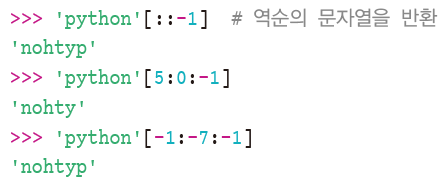 >>> 'python'[::-1]  # 역순의 문자열을 반환
'nohtyp'
>>> 'python'[5:0:-1]
'nohty'
>>> 'python'[-1:-7:-1]
'nohtyp'